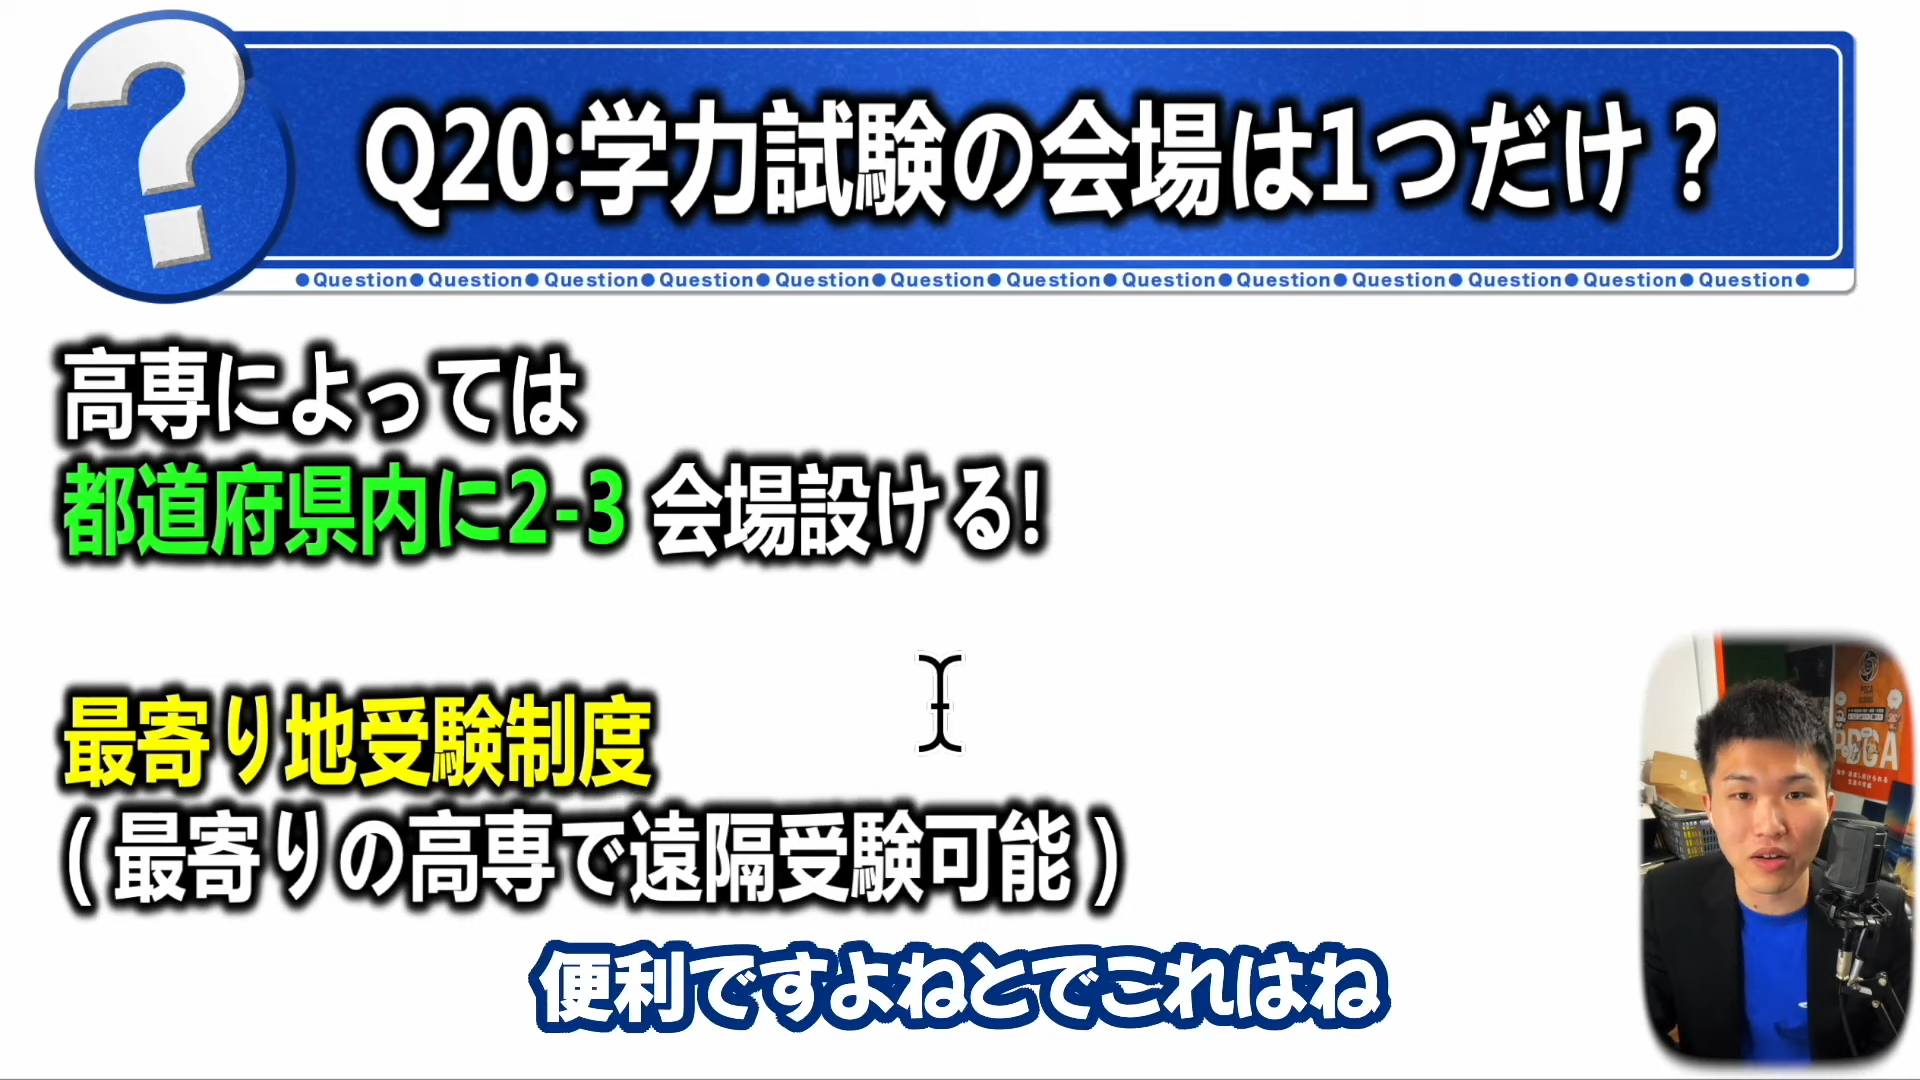 Q20:学力試験の会場は1つだけ？
●Question●Question●Question●Question●Question●Question●Question●Question●Question●Question●Question●Question●Question●
高専によっては
都道府県内に2-3 会場設ける!
最寄り地受験制度
(最寄りの高専で遠隔受験可能)
便利ですよねとでこれはね